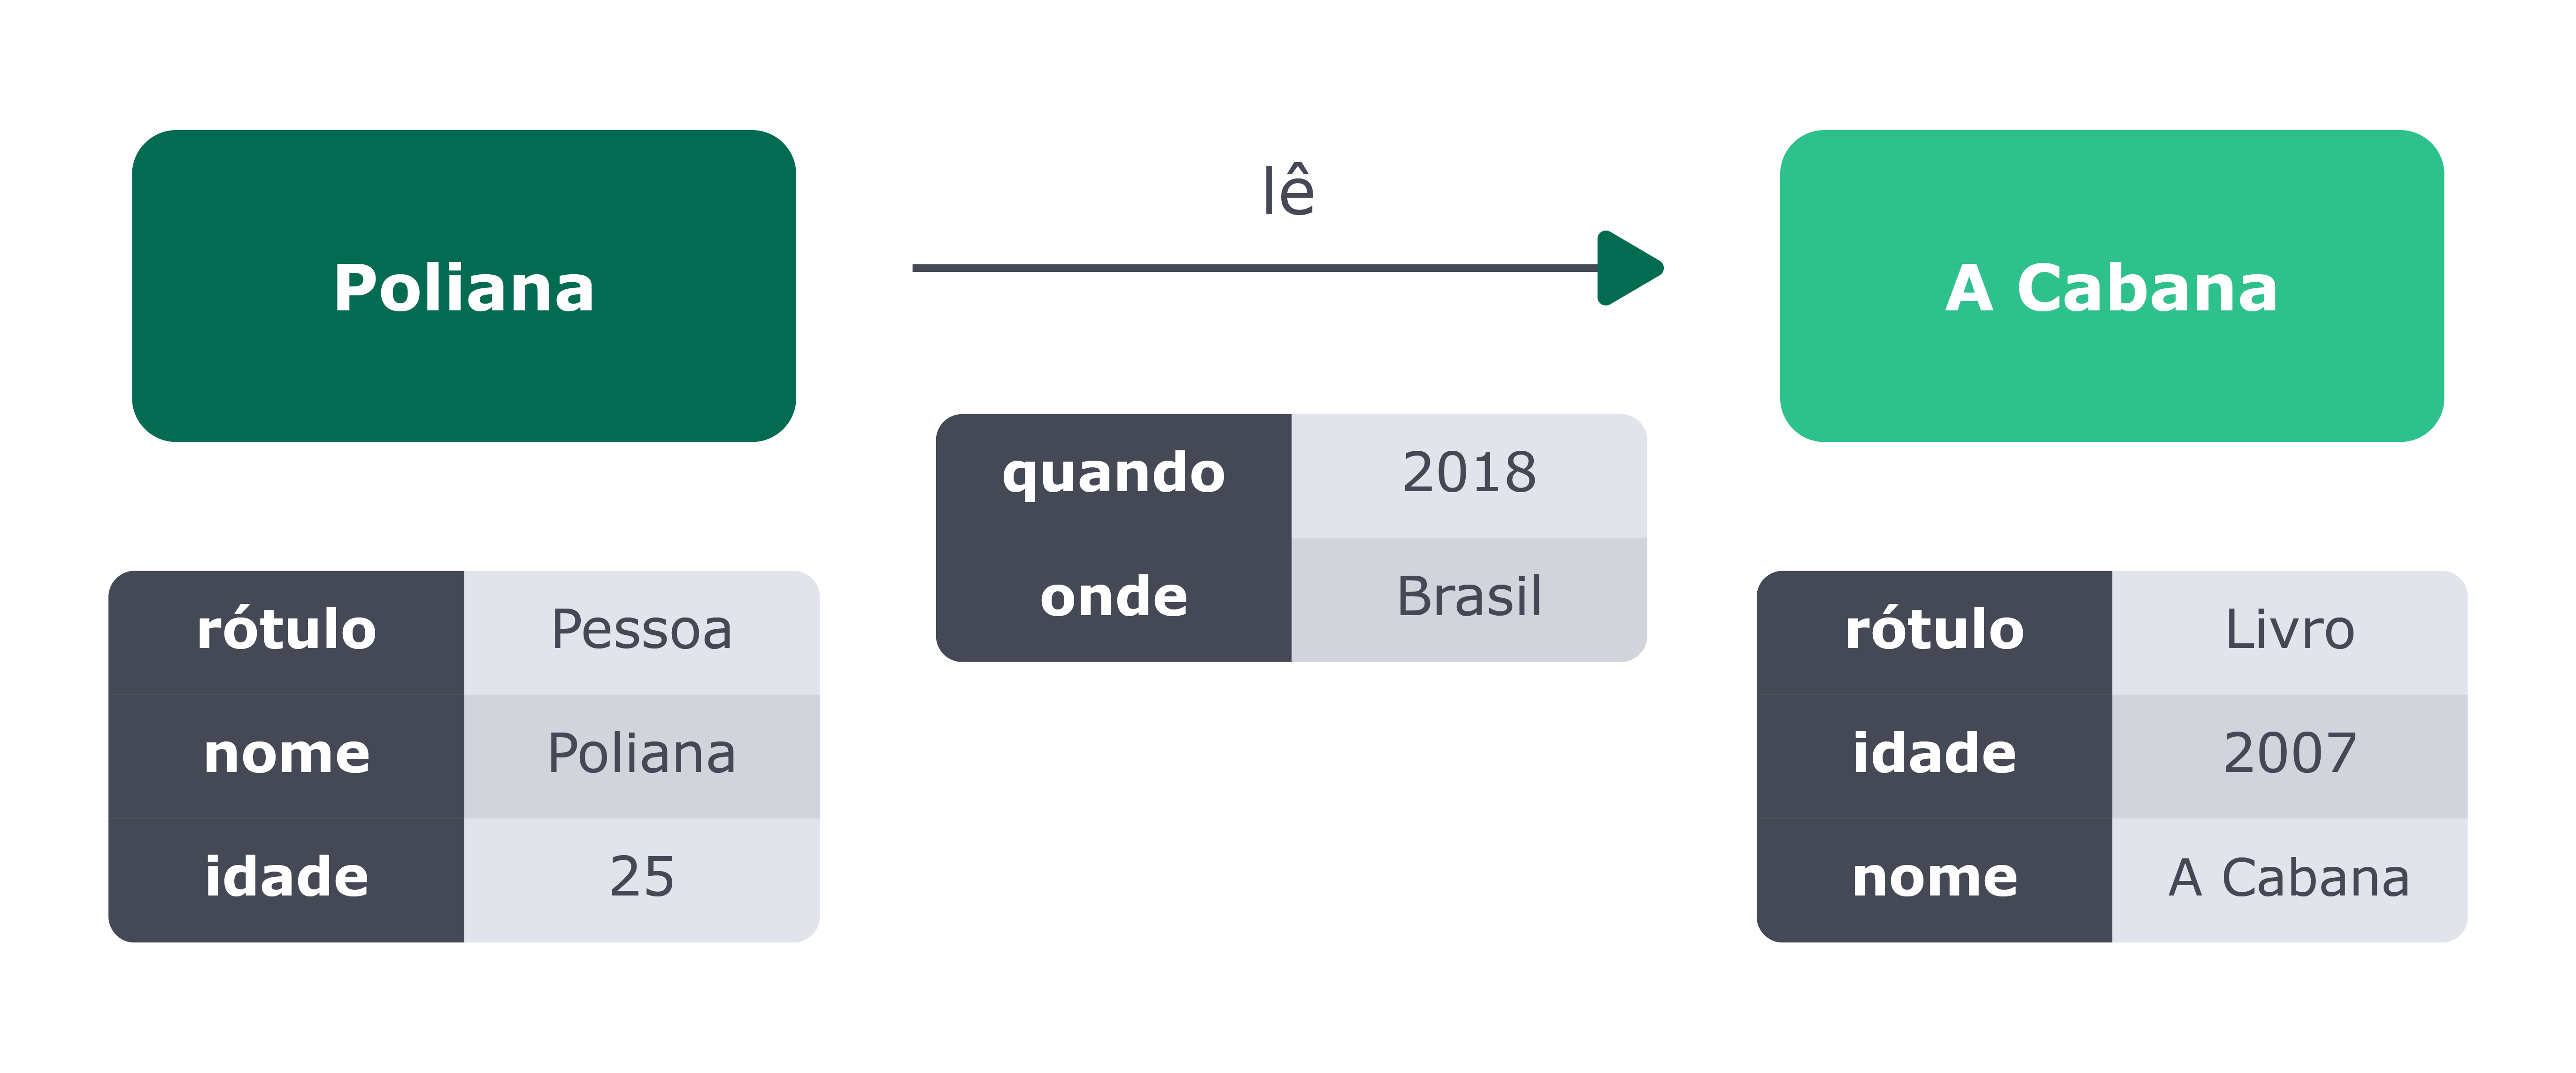 Poliana
lê
A Cabana
quando 2018
onde Brasil
rótulo Pessoa
nome Poliana
idade 25
rótulo Livro
idade 2007
nome A Cabana